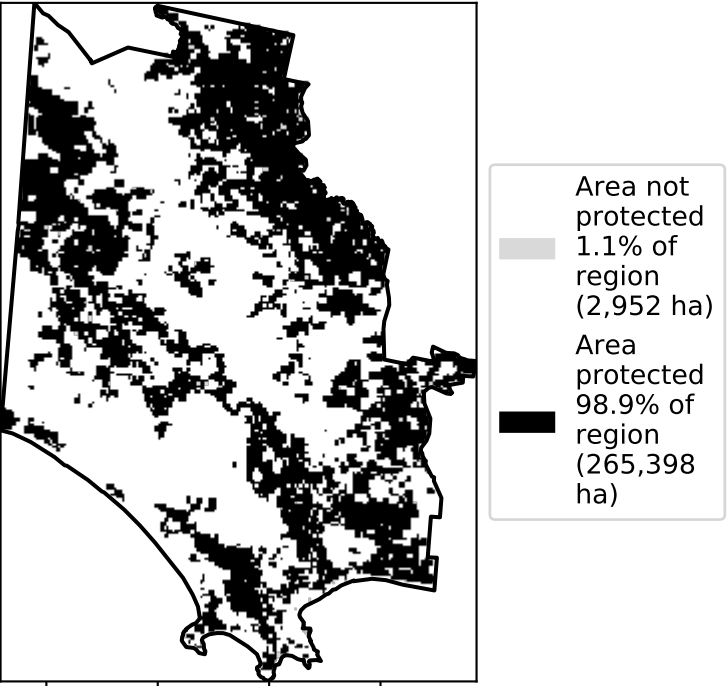 Area not
protected
1.1% of
region
(2,952 ha)
Area
protected
98.9% of
region
(265,398
ha)